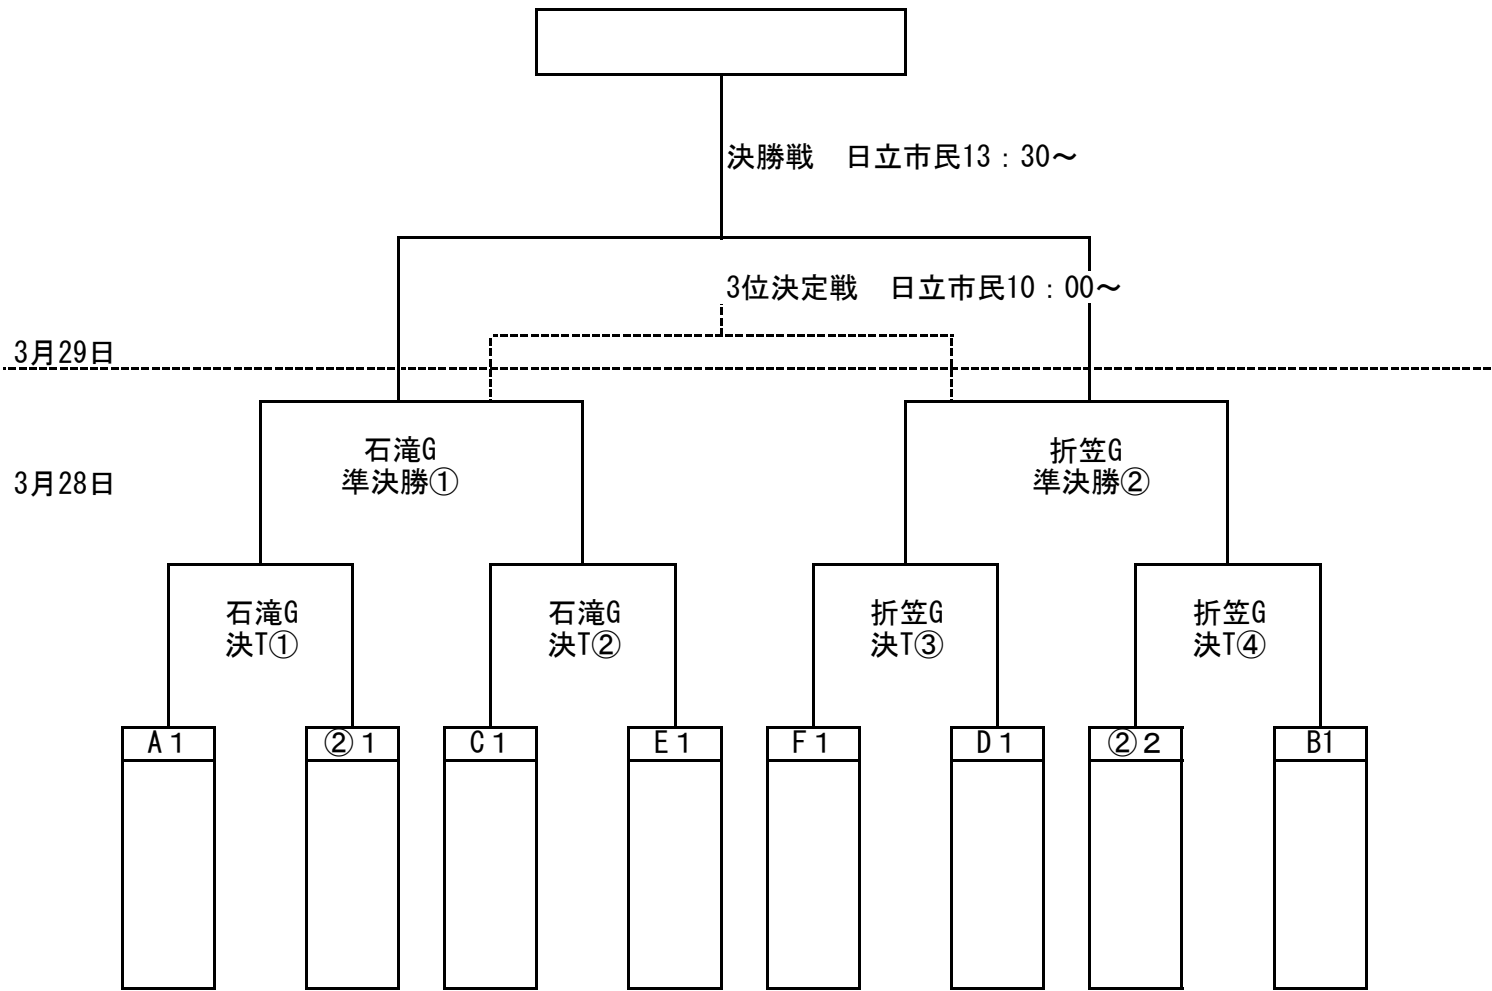 決勝戦　日立市民13：30～
3位決定戦　日立市民10：00～
3月29日
石滝G
準決勝①
折笠G
準決勝②
3月28日
石滝G
決T①
石滝G
決T②
折笠G
決T③
折笠G
決T④
A１
②１
C１
E１
F１
D１
②２
B1